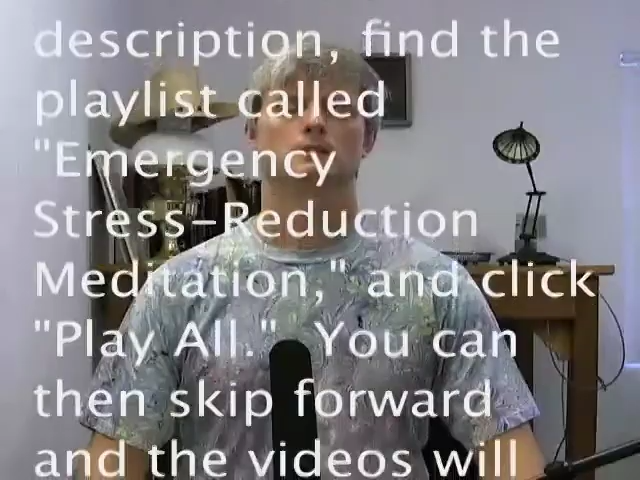 description, find the
playlist called
"Emergency
Stress-Reduction
Meditation," and click
"Play All."  You can
then skip forward
and the videos will